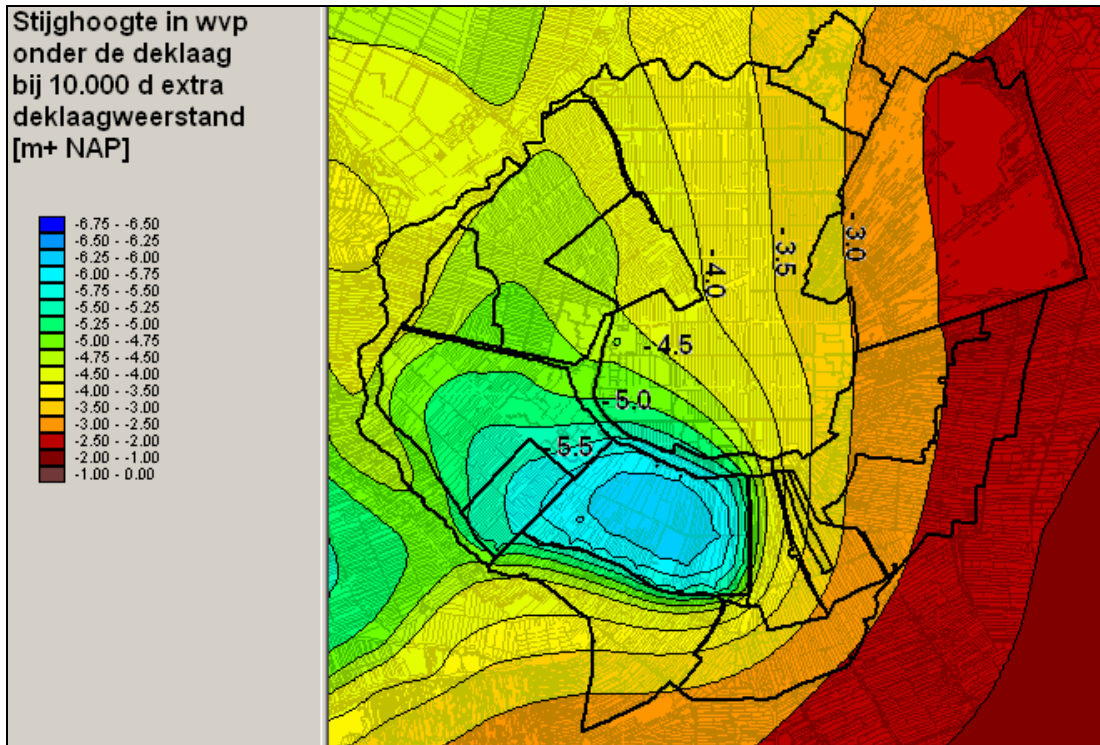 Stijghoogte in wvp
onder de deklaag
bij 10.000 d extra
deklaagweerstand
[m+ NAP]
-6.75 - -6.50
-6.50 - -6.25
-6.25 - -6.00
-6.00 - -5.75
-5.75 - -5.50
-5.50 - -5.25
-5.25 - -5.00
-5.00 - -4.75
-4.75 - -4.50
-4.50 - -4.00
-4.00 - -3.50
-3.50 - -3.00
-3.00 - -2.50
-2.50 - -2.00
-2.00 - -1.00
-1.00 - 0.00
-4.0
-3.5
-3.0
-4.5
-5.0
-5.5